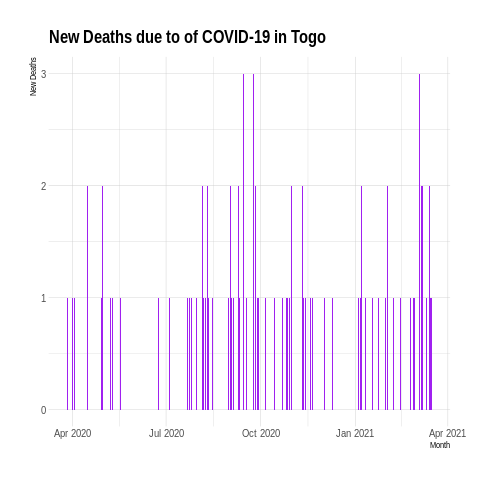 New Deaths due to of COVID-19 in Togo
New Deaths
3
2
1
0
Apr 2020
Jul 2020
Oct 2020
Jan 2021
Apr 2021
Month